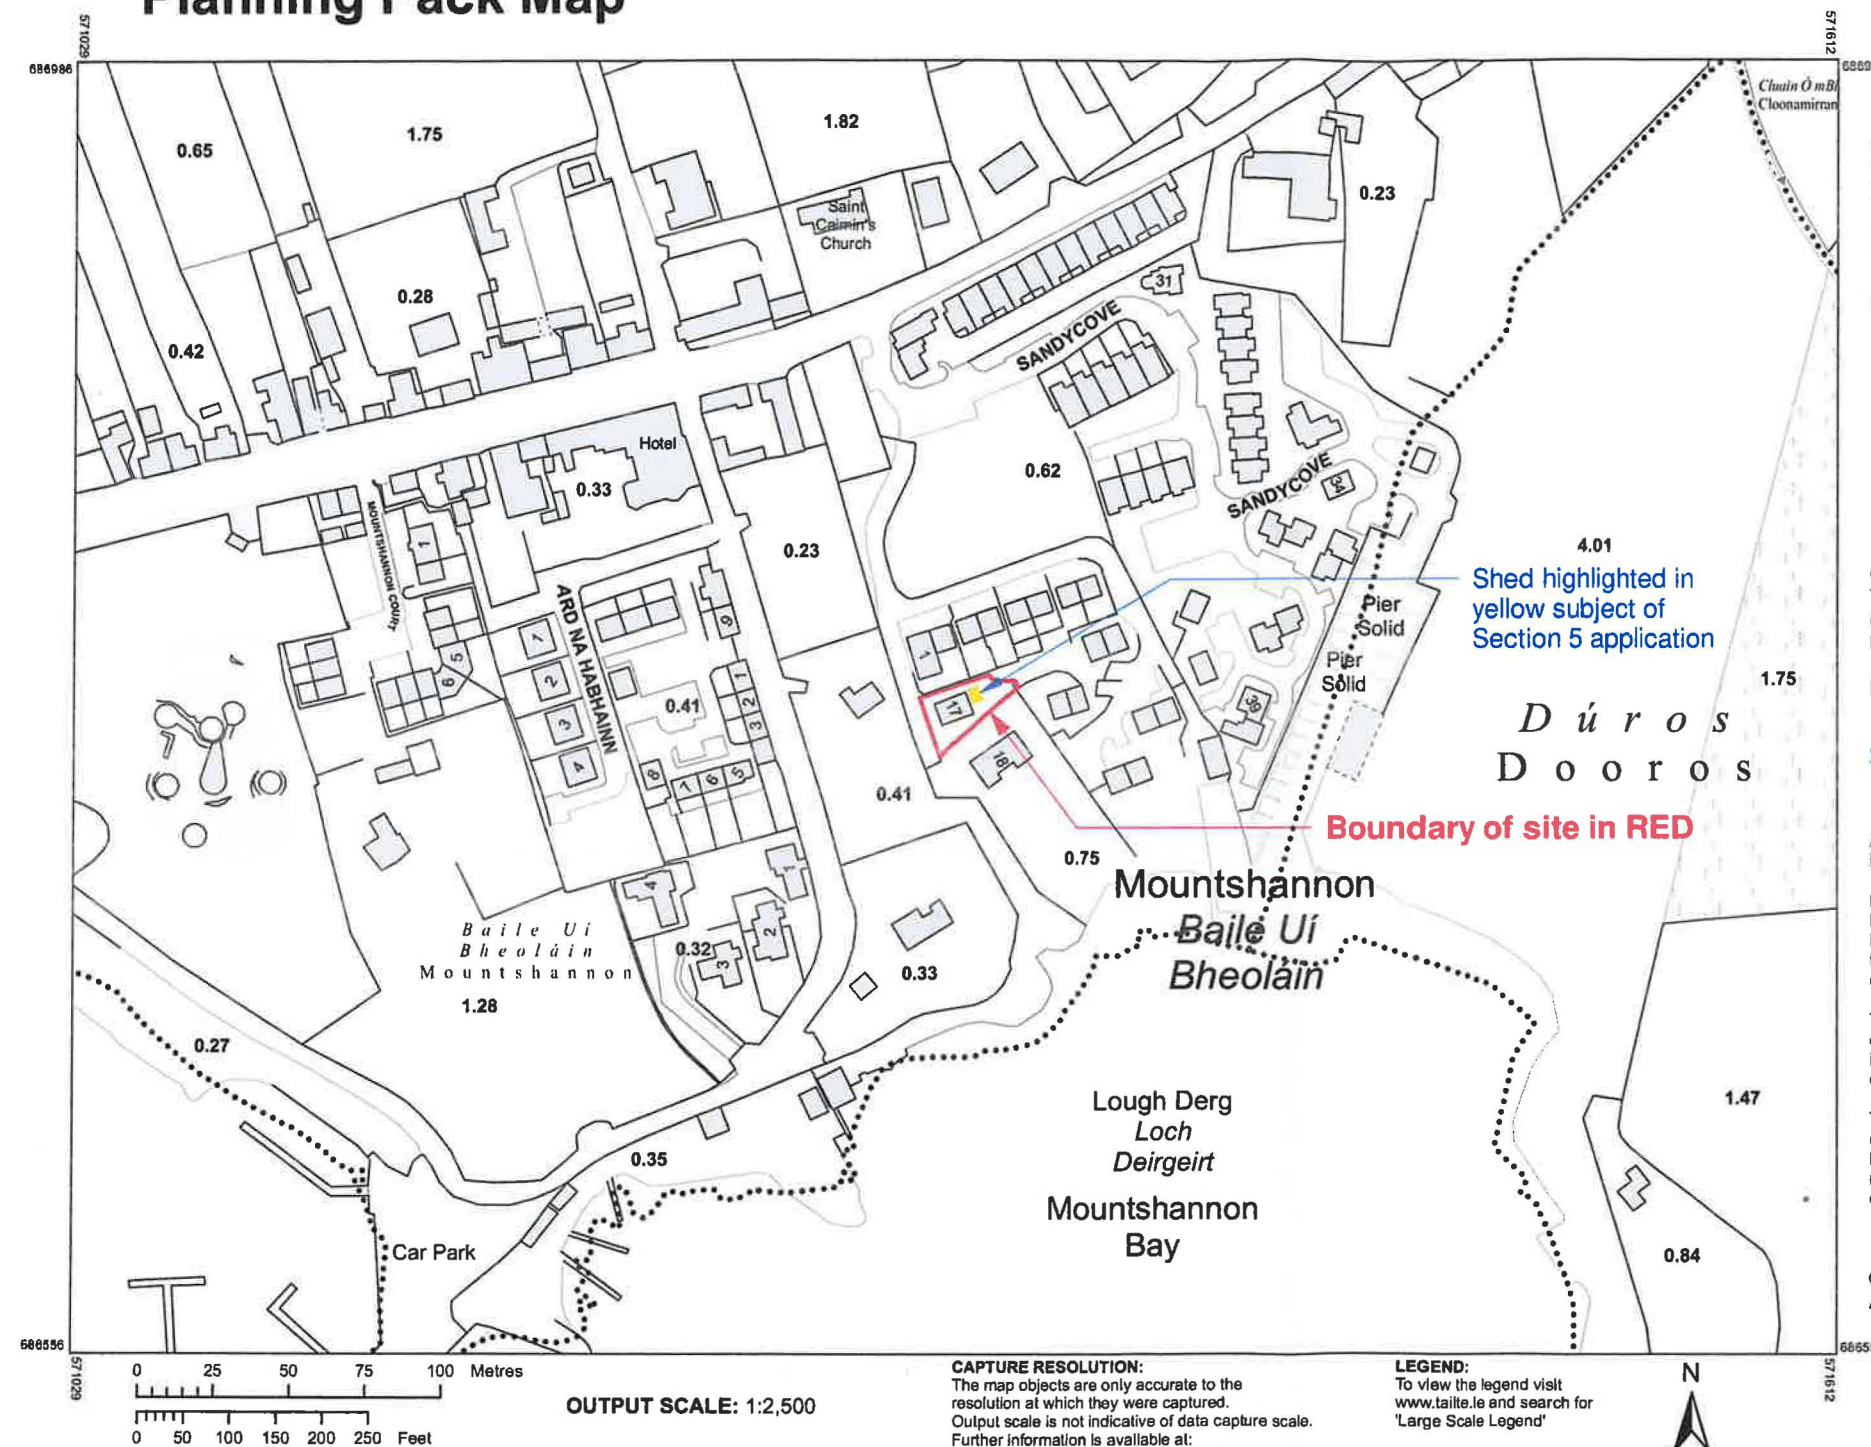 Planning Pack Map
571029
571612
686986
Cluain Ó mBi
Cloonamirran
0.65
1.75
1.82
0.23
Saint
Caimin's
Church
0.28
0.42
31
SANDYCOVE
Hotel
0.33
0.62
SANDYCOVE
34
MOUNTSHANNON COURT
1
0.23
4.01
Shed highlighted in
yellow subject of
Section 5 application
ARD NA HABHAINN
9
1
Pier
Solid
Pier
Solid
5
6
1
2
3
4
0.41
1
2
3
17
18
39
1.75
Dúros
Dooros
8
7
6
5
0.41
Boundary of site in RED
0.75
Mountshannon
Baile Uí
Bheoláin
4
1
2
3
0.32
Baile Uí
Bheoláin
Mountshannon
1.28
0.33
0.27
Lough Derg
Loch
Deirgeirt
1.47
0.35
Mountshannon
Bay
Car Park
0.84
686556
571029
571612
0 25 50 75 100 Metres
0 50 100 150 200 250 Feet
OUTPUT SCALE: 1:2,500
CAPTURE RESOLUTION:
The map objects are only accurate to the
resolution at which they were captured.
Output scale is not indicative of data capture scale.
Further information is available at:
LEGEND:
To view the legend visit
www.tailte.ie and search for
'Large Scale Legend'
N